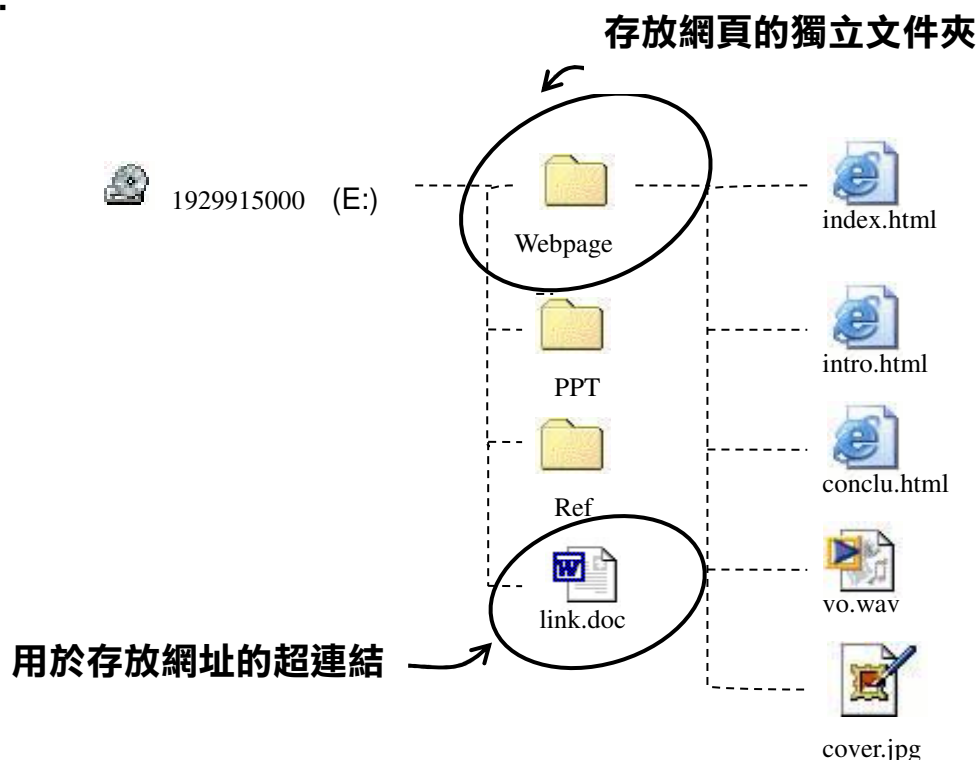 存放網頁的獨立文件夾
1929915000 (E:)
Webpage
index.html
PPT
intro.html
Ref
conclu.html
link.doc
vo.wav
用於存放網址的超連結
cover.jpg